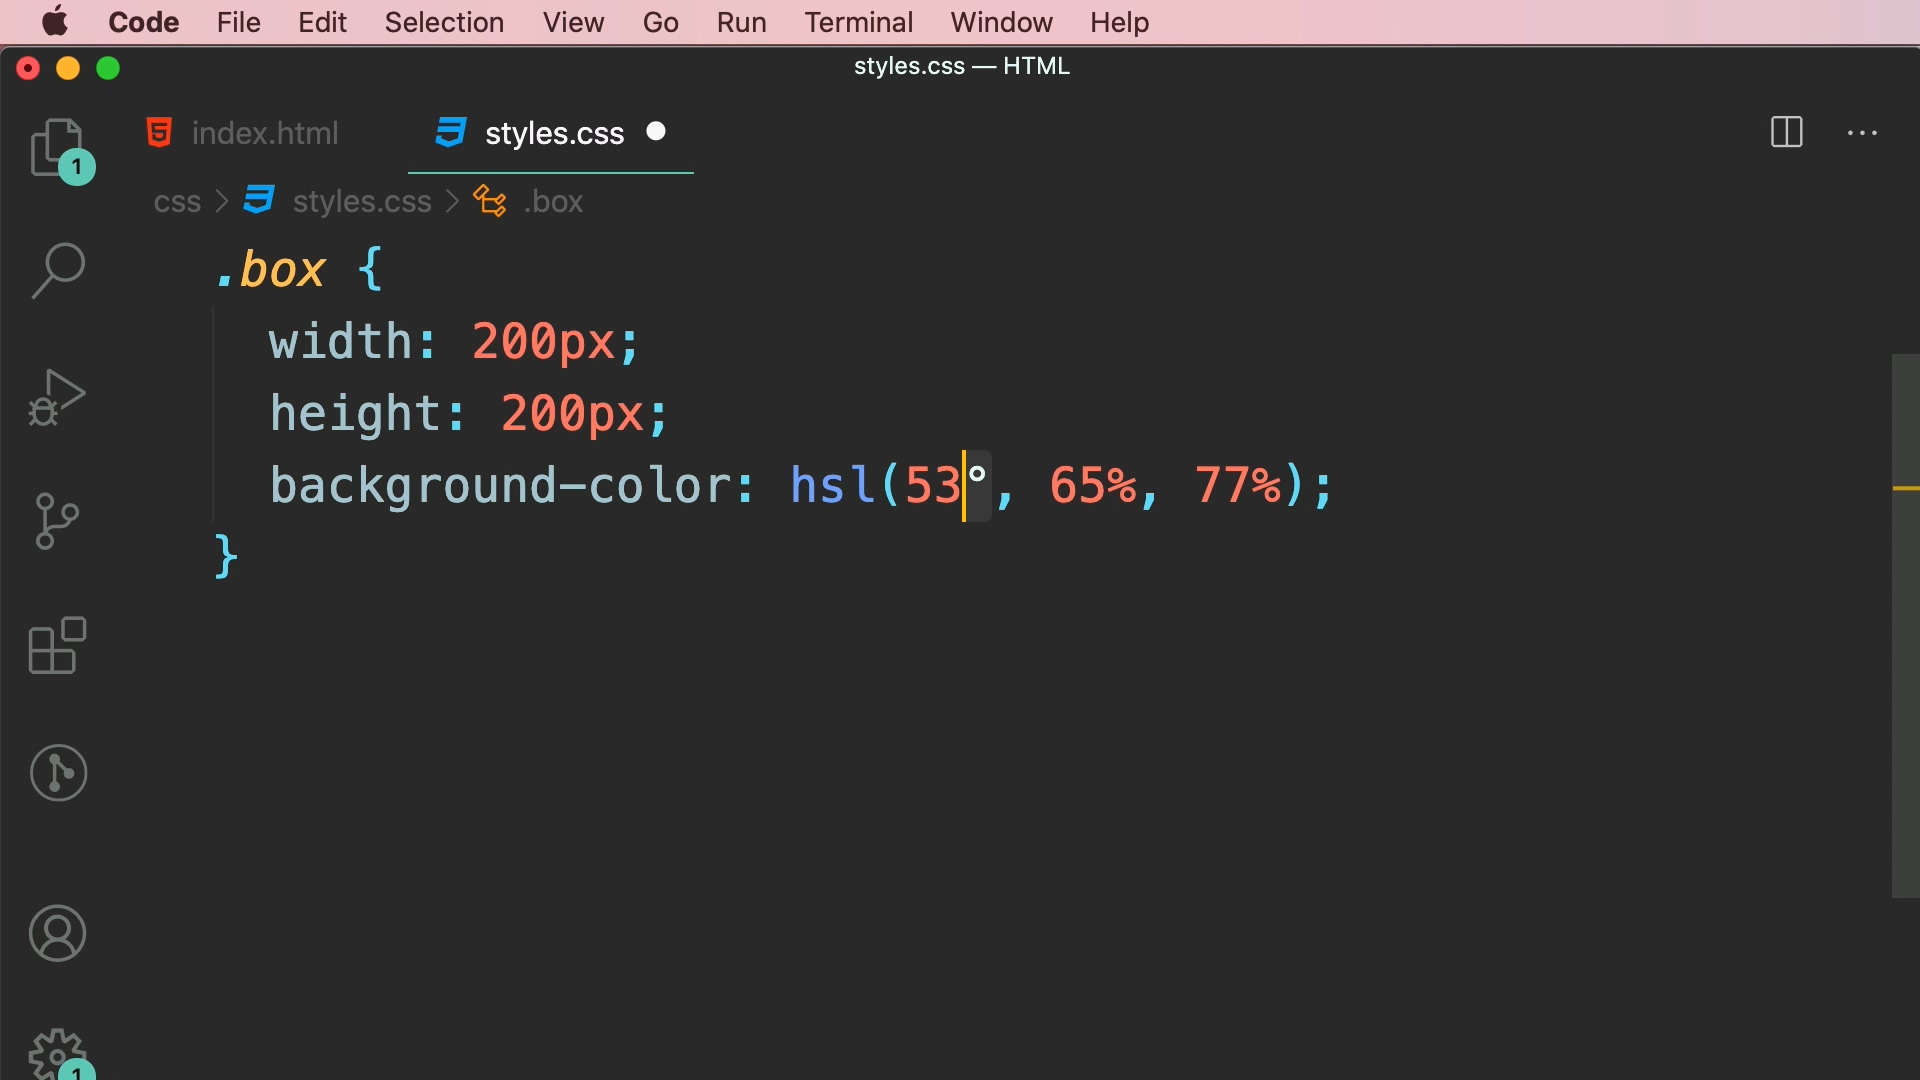 Code File Edit Selection View Go Run Terminal Window Help
styles.css — HTML
index.html styles.css
css > styles.css > .box
.box {
width: 200px;
height: 200px;
background-color: hsl(53°, 65%, 77%);
}
1
1